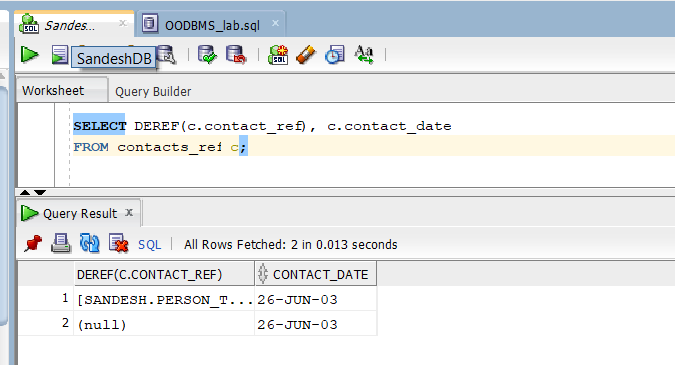 Sandes...
OODBMS_lab.sql
SandeshDB
Worksheet
Query Builder
SELECT DEREF(c.contact_ref), c.contact_date
FROM contacts_ref c;
Query Result x
SQL | All Rows Fetched: 2 in 0.013 seconds
DEREF(C.CONTACT_REF) CONTACT_DATE
1 [SANDESH.PERSON_T... 26-JUN-03
2 (null) 26-JUN-03